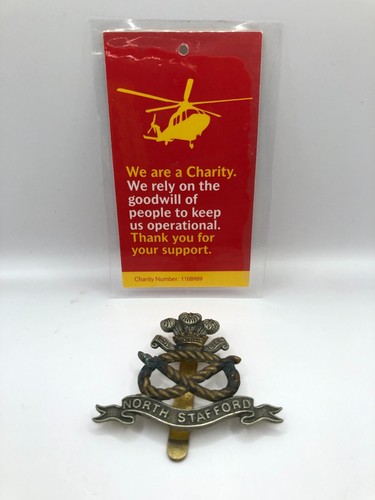 We are a Charity.
We rely on the
goodwill of
people to keep
us operational.
Thank you for
your support.
Charity Number: 1168989
NORTH STAFFORD